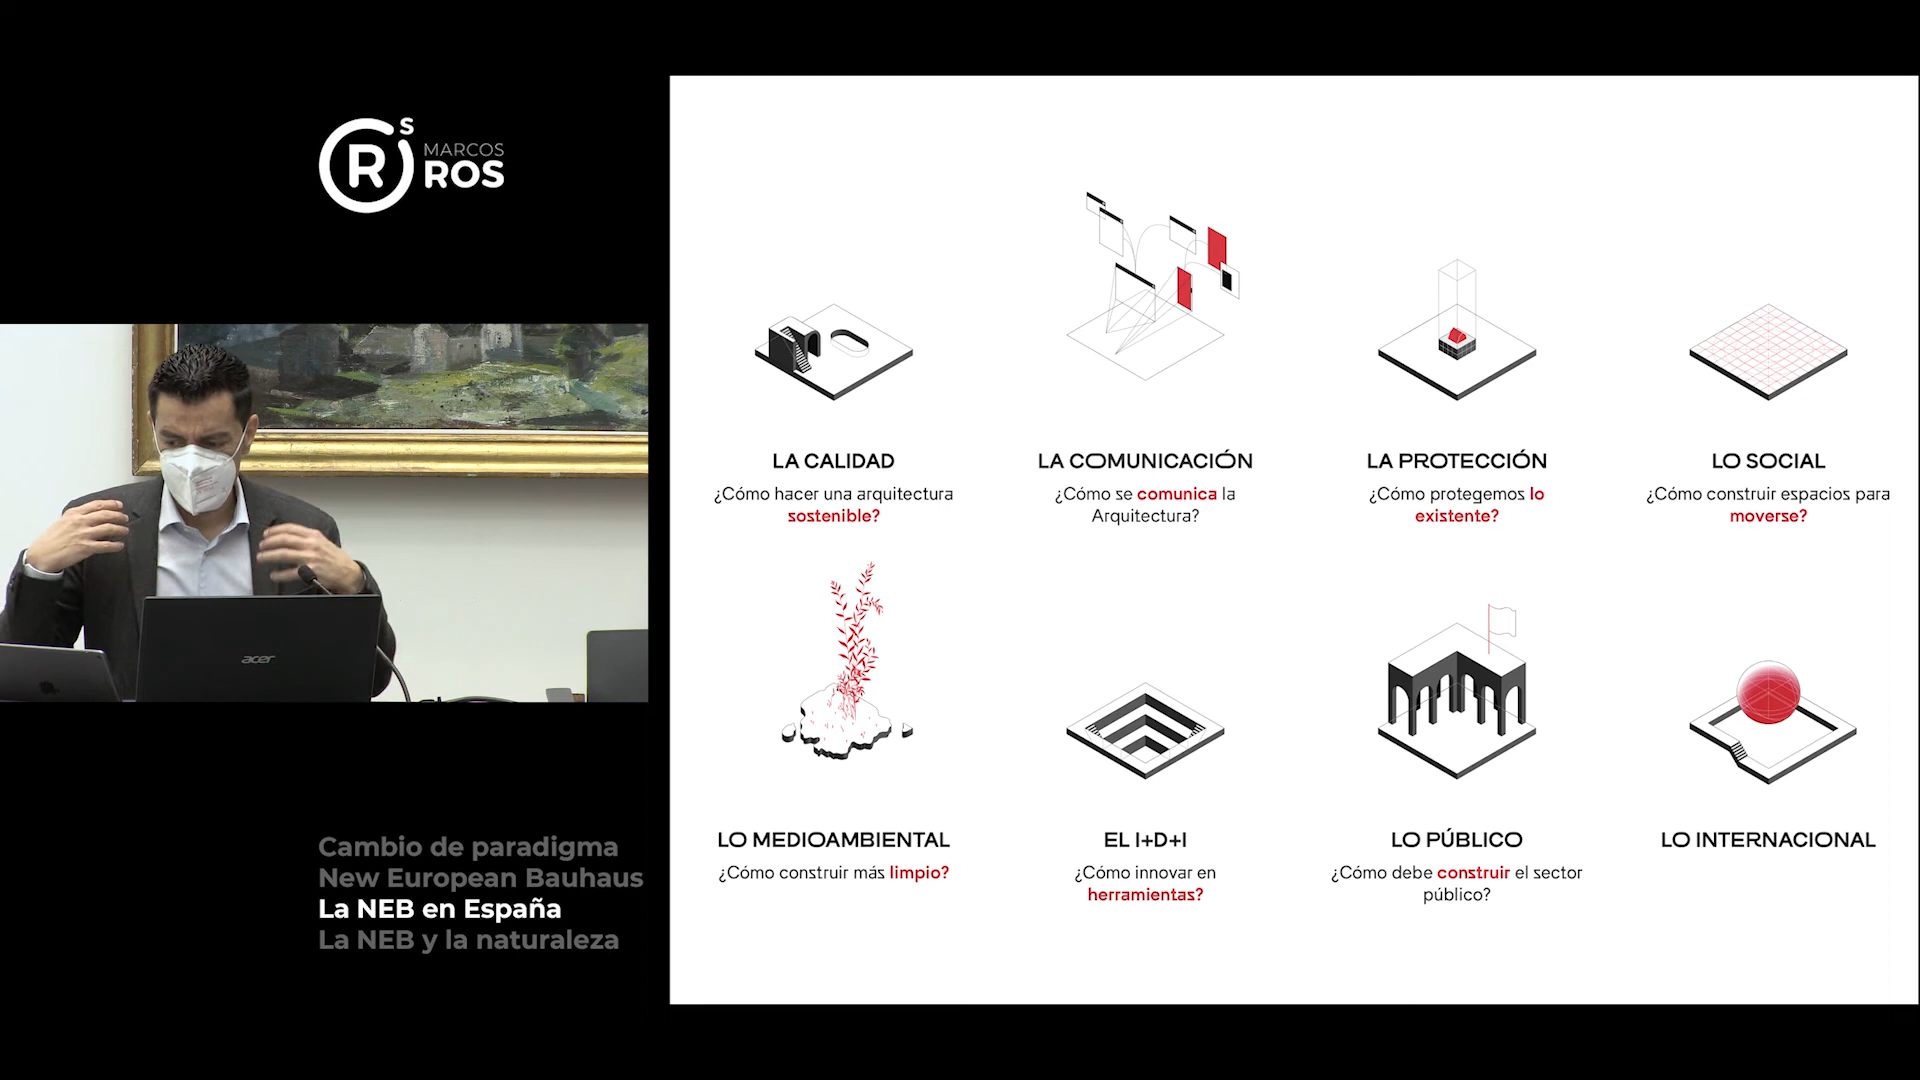 R
S
MARCOS
ROS
acer
Cambio de paradigma
New European Bauhaus
La NEB en España
La NEB y la naturaleza
LA CALIDAD
¿Cómo hacer una arquitectura
sostenible?
LA COMUNICACIÓN
¿Cómo se comunica la
Arquitectura?
LA PROTECCIÓN
¿Cómo protegemos lo
existente?
LO SOCIAL
¿Cómo construir espacios para
moverse?
LO MEDIOAMBIENTAL
¿Cómo construir más limpio?
EL I+D+I
¿Cómo innovar en
herramientas?
LO PÚBLICO
¿Cómo debe construir el sector
público?
LO INTERNACIONAL